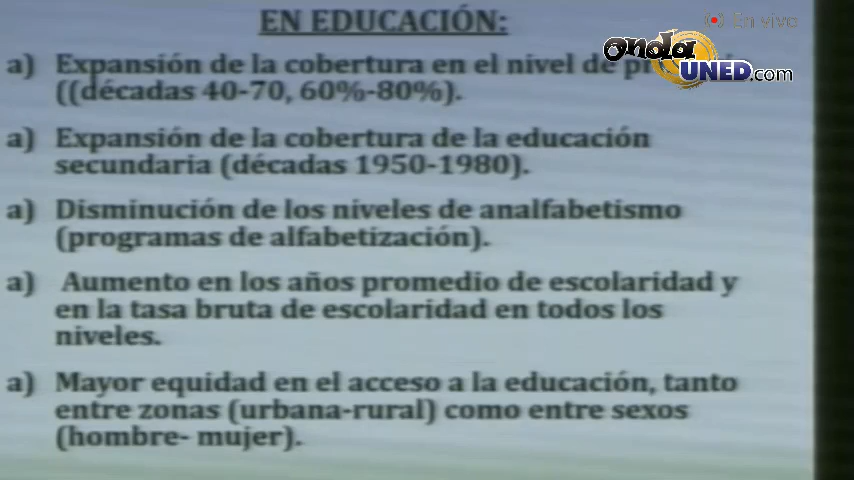 EN EDUCACIÓN:
En vivo
onda
UNED.com
a) Expansión de la cobertura en el nivel de
((décadas 40-70, 60%-80%).
a) Expansión de la cobertura de la educación
secundaria (décadas 1950-1980).
a) Disminución de los niveles de analfabetismo
(programas de alfabetización).
a) Aumento en los años promedio de escolaridad y
en la tasa bruta de escolaridad en todos los
niveles.
a) Mayor equidad en el acceso a la educación, tanto
entre zonas (urbana-rural) como entre sexos
(hombre- mujer).